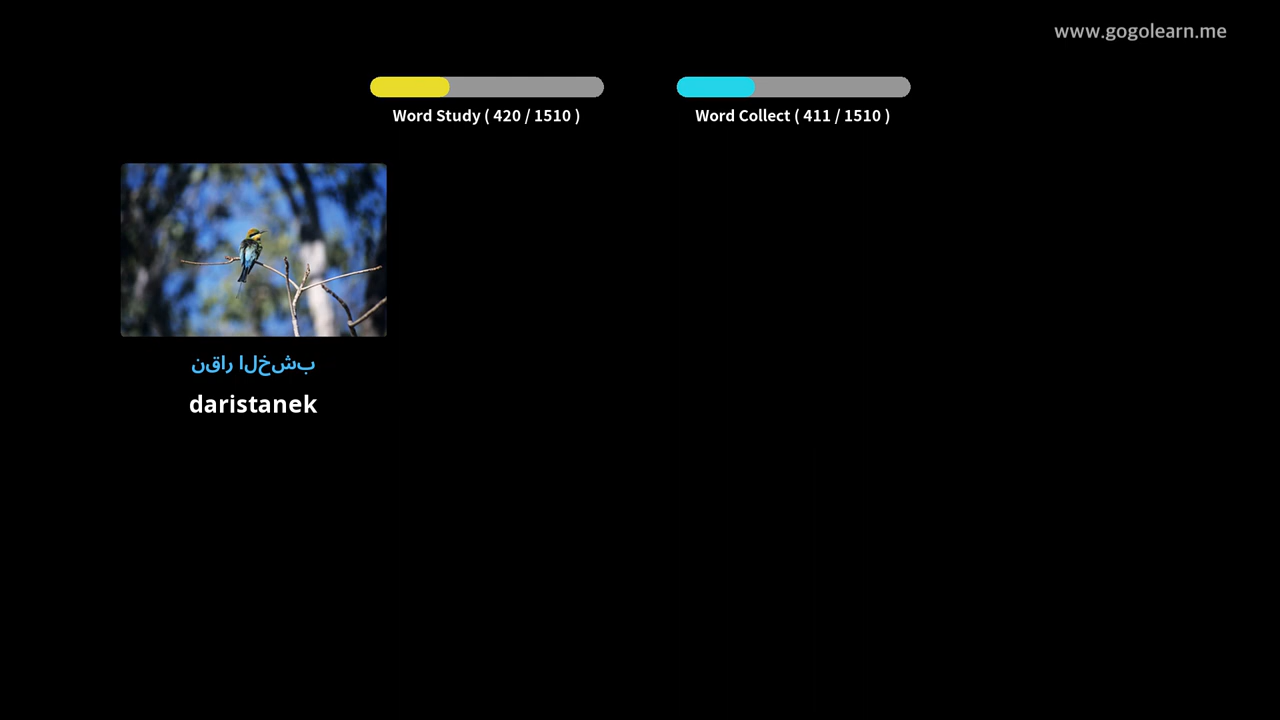 www.gogolearn.me
Word Study ( 420 / 1510 )
Word Collect ( 411 / 1510 )
نقار الخشب
daristanek